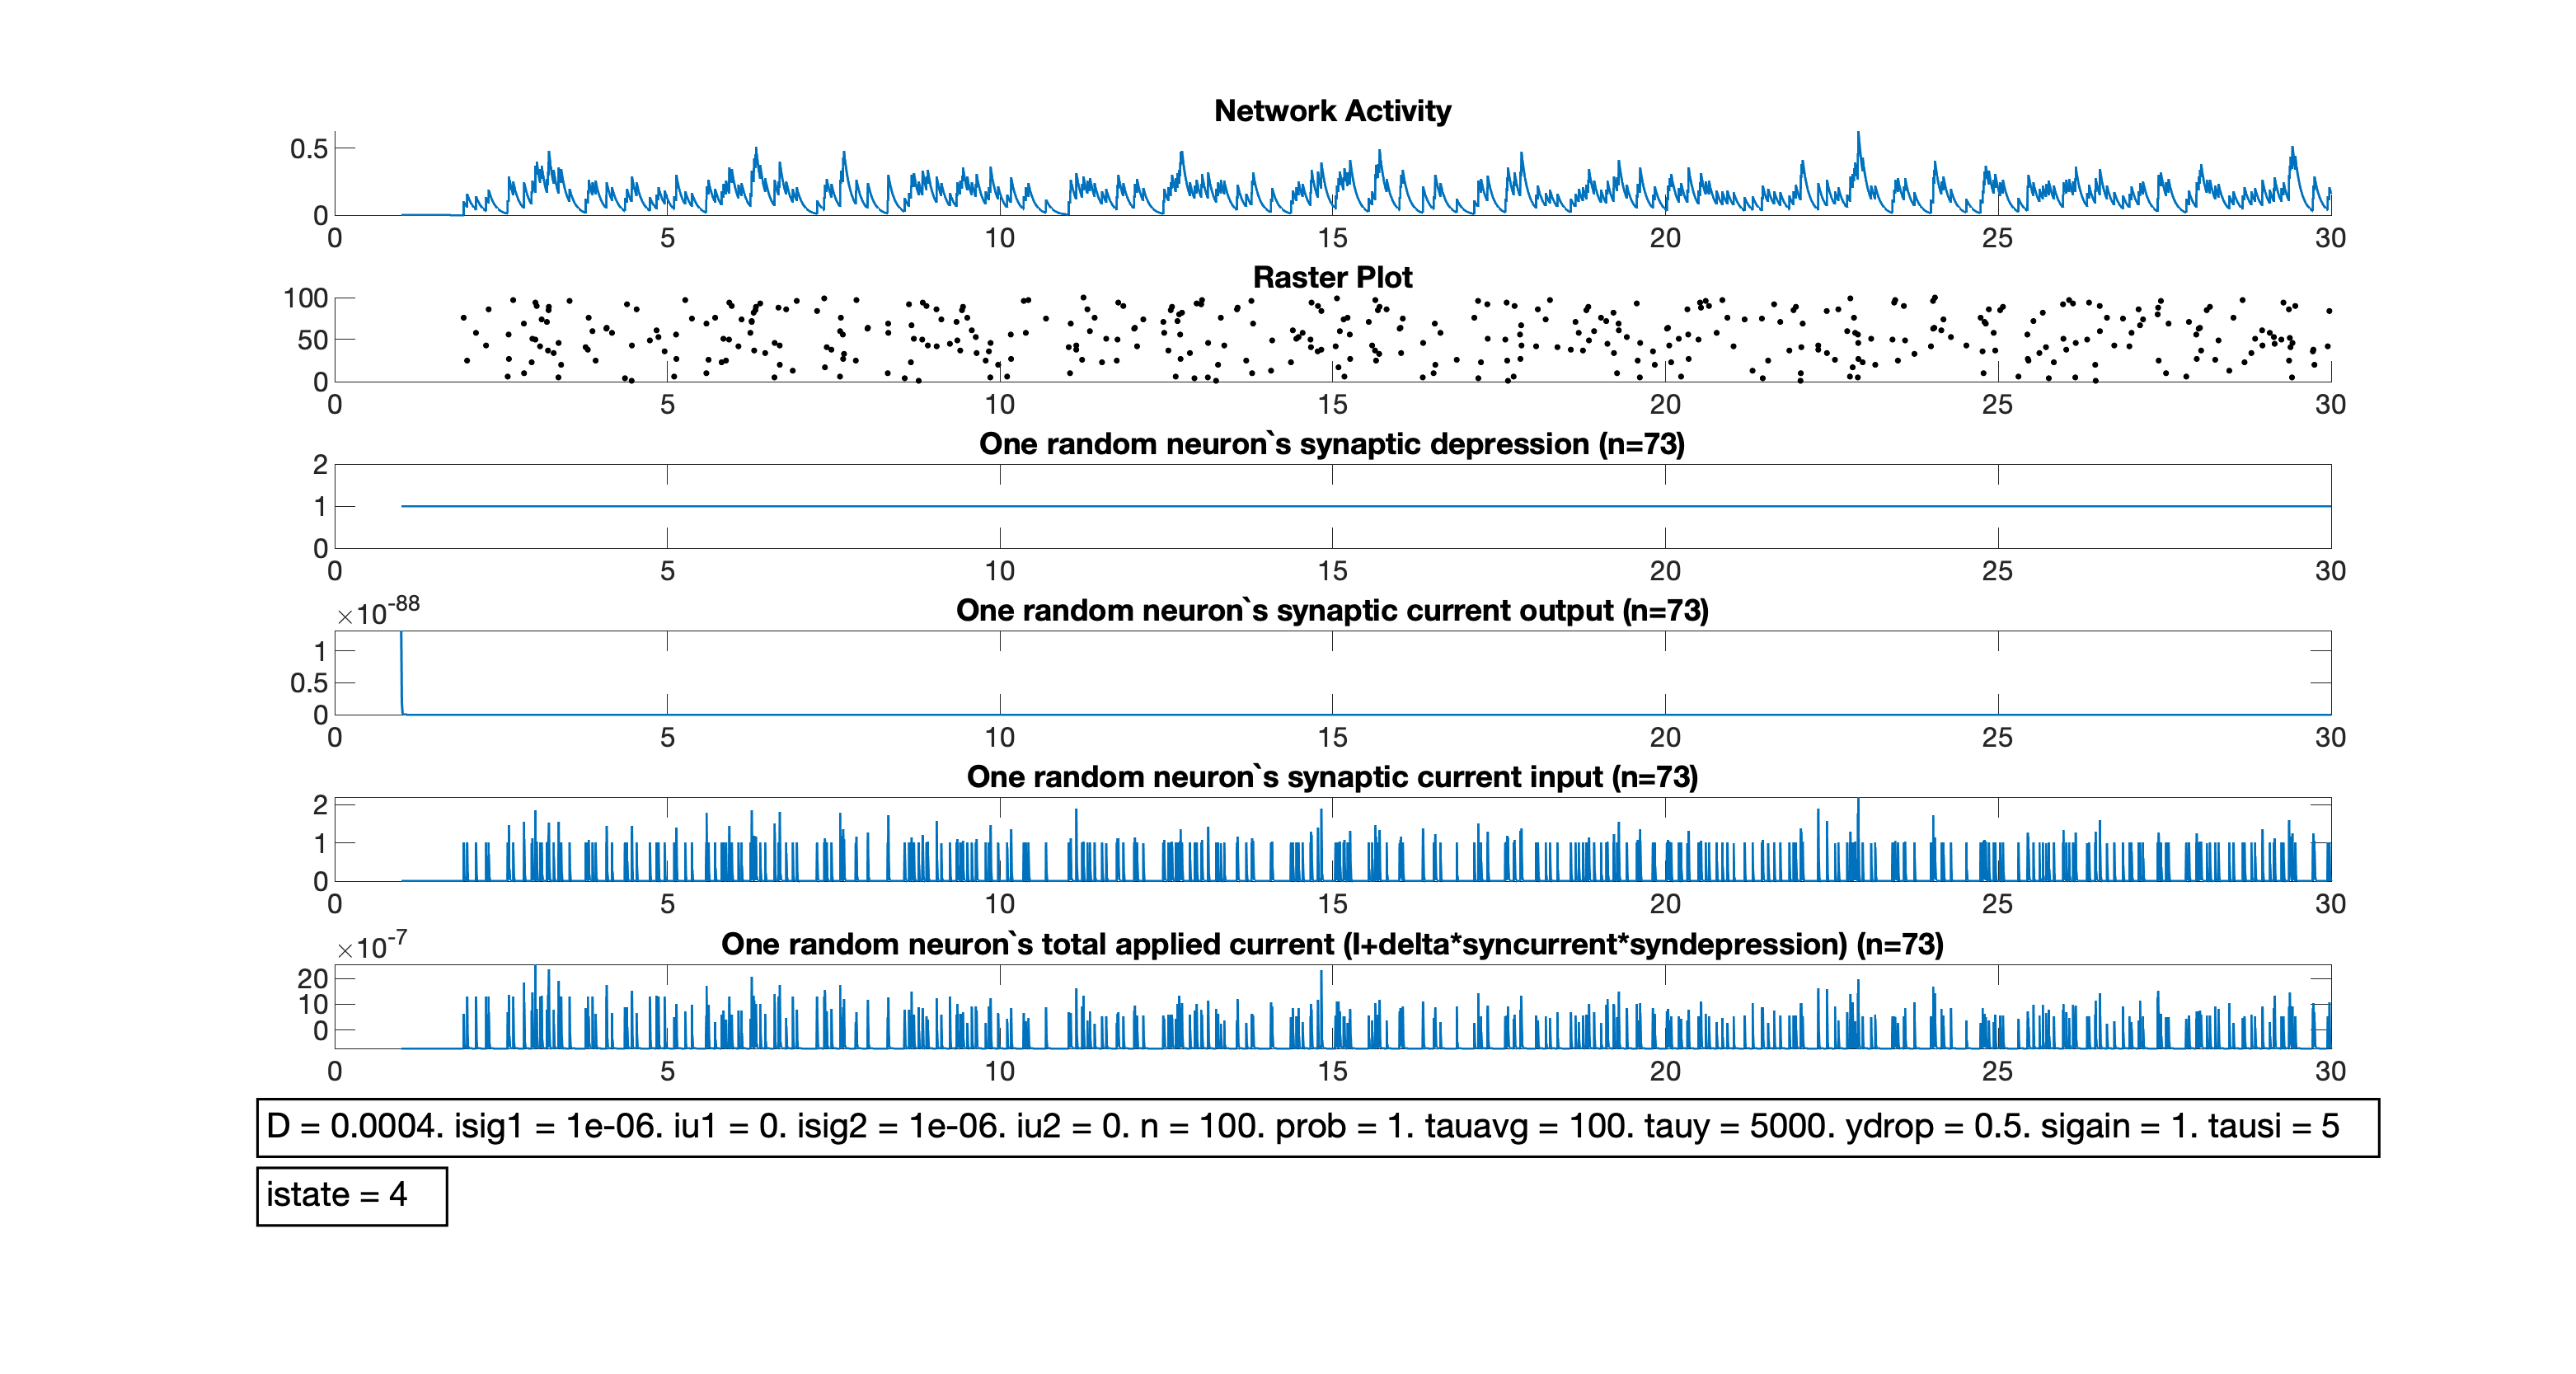 Network Activity
0.5
0
0 5 10 15 20 25 30
Raster Plot
100
50
0
0 5 10 15 20 25 30
One random neuron`s synaptic depression (n=73)
2
1
0
0 5 10 15 20 25 30
×10-88
One random neuron`s synaptic current output (n=73)
1
0.5
0
0 5 10 15 20 25 30
One random neuron`s synaptic current input (n=73)
2
1
0
0 5 10 15 20 25 30
×10-7
One random neuron`s total applied current (I+delta*syncurrent*syndepression) (n=73)
20
10
0
0 5 10 15 20 25 30
D = 0.0004. isig1 = 1e-06. iu1 = 0. isig2 = 1e-06. iu2 = 0. n = 100. prob = 1. tauavg = 100. tauy = 5000. ydrop = 0.5. sigain = 1. tausi = 5
istate = 4